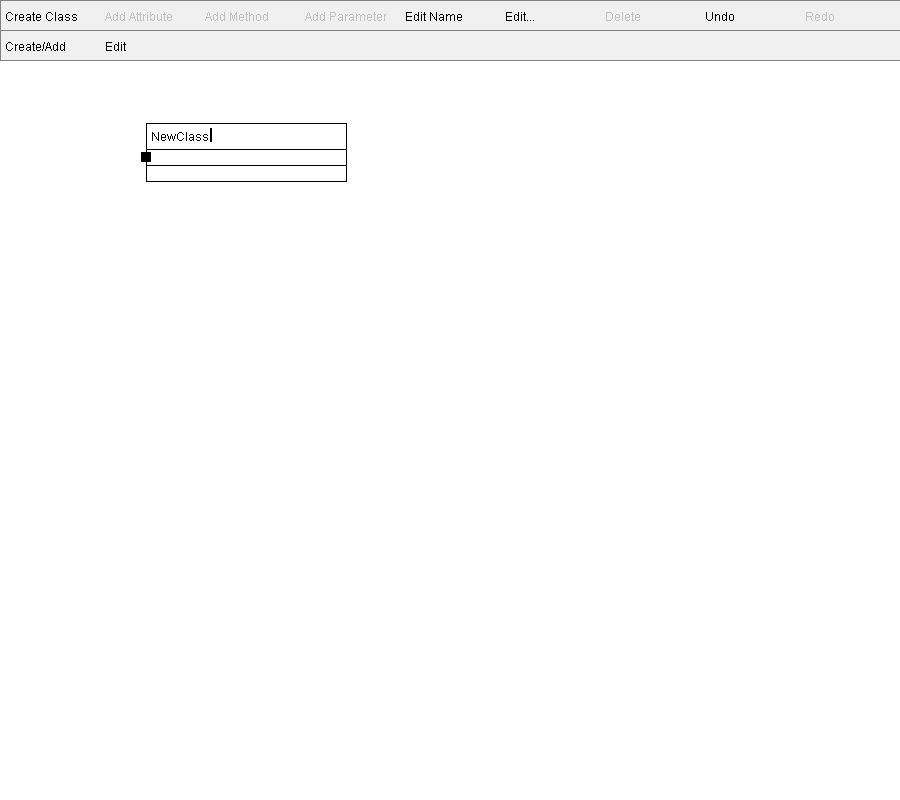 Create Class Add Attribute Add Method Add Parameter Edit Name Edit... Delete Undo Redo
Create/Add Edit
NewClass